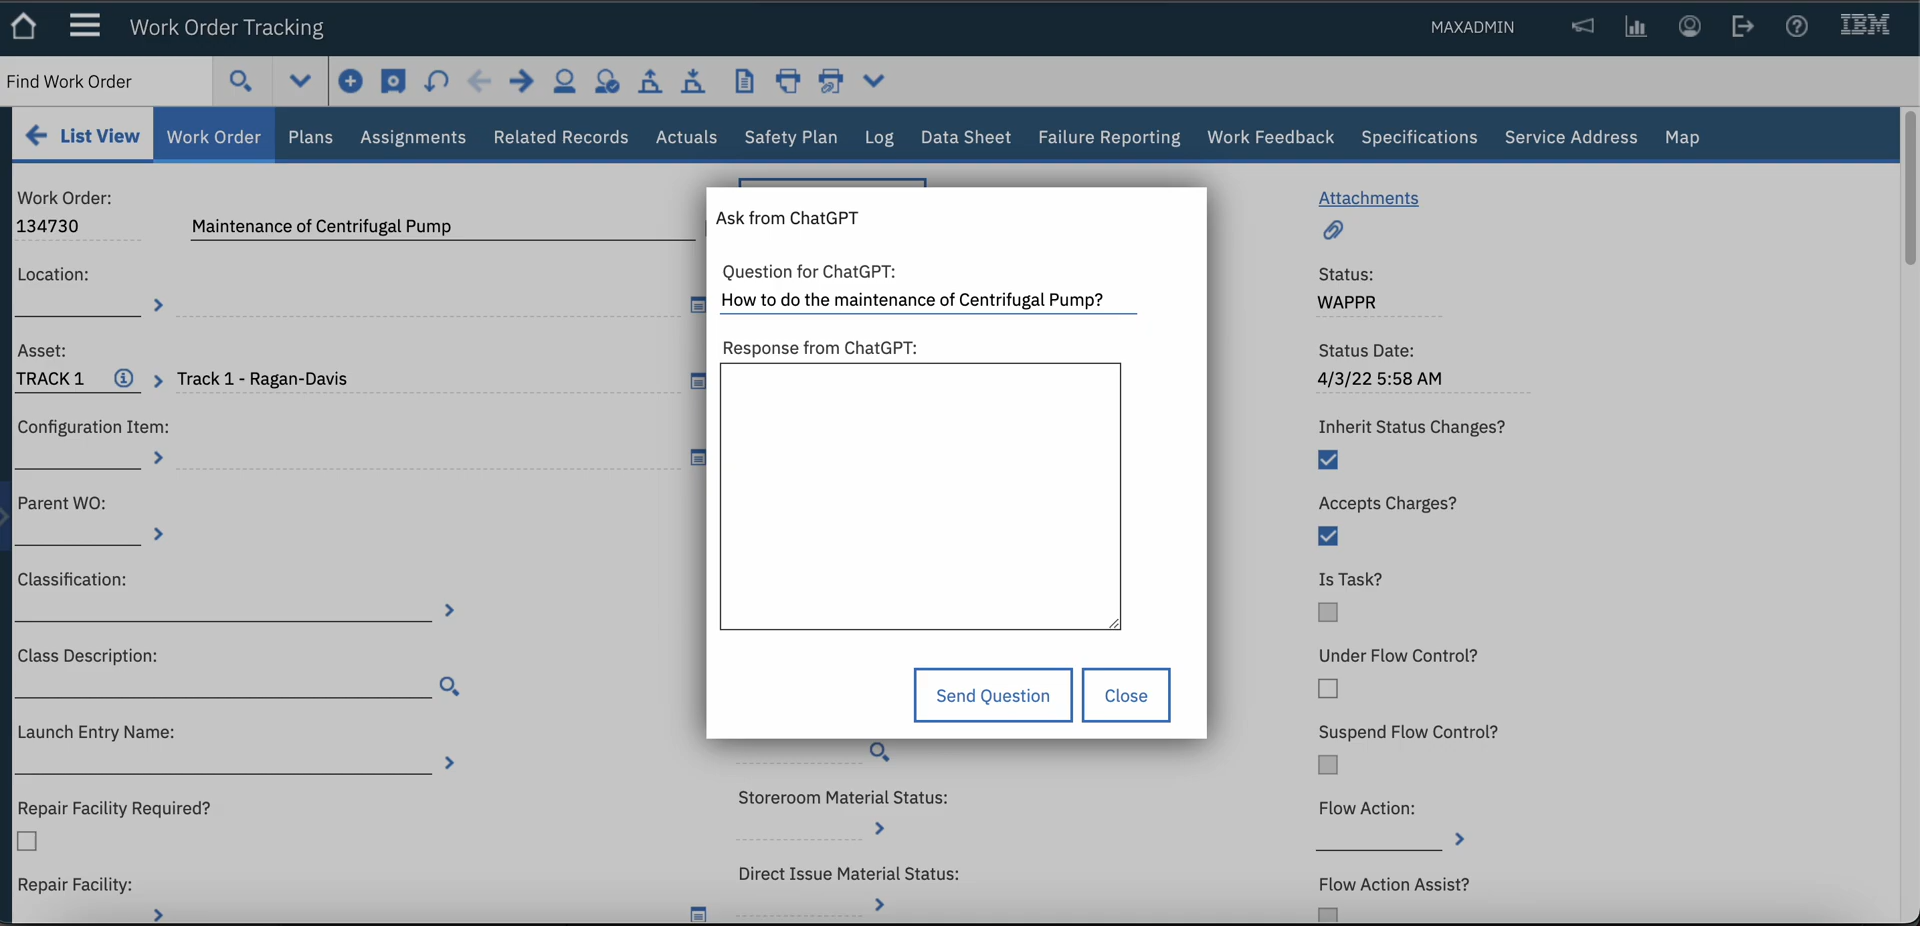 Work Order Tracking
MAXADMIN
IBM
Find Work Order
List View
Work Order
Plans
Assignments
Related Records
Actuals
Safety Plan
Log
Data Sheet
Failure Reporting
Work Feedback
Specifications
Service Address
Map
Work Order:
134730
Maintenance of Centrifugal Pump
Location:
Asset:
TRACK 1
Track 1 - Ragan-Davis
Configuration Item:
Parent WO:
Classification:
Class Description:
Launch Entry Name:
Repair Facility Required?
Repair Facility:
Ask from ChatGPT
Question for ChatGPT:
How to do the maintenance of Centrifugal Pump?
Response from ChatGPT:
Send Question
Close
Storeroom Material Status:
Direct Issue Material Status:
Attachments
Status:
WAPPR
Status Date:
4/3/22 5:58 AM
Inherit Status Changes?
Accepts Charges?
Is Task?
Under Flow Control?
Suspend Flow Control?
Flow Action:
Flow Action Assist?